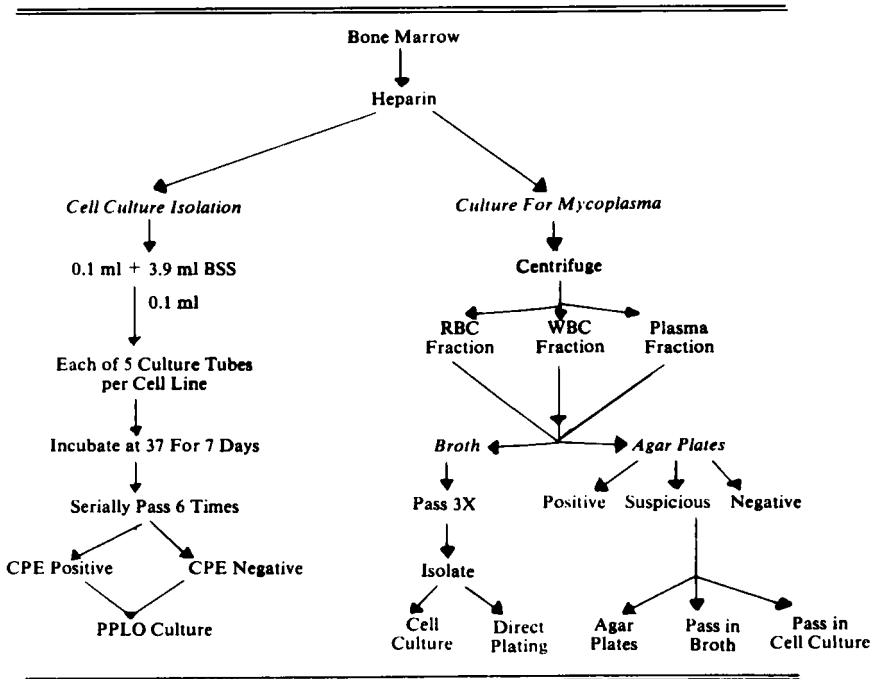 Bone Marrow
Heparin
Cell Culture Isolation
Culture For Mycoplasma
0.1 ml + 3.9 ml BSS
0.1 ml
Each of 5 Culture Tubes
per Cell Line
Incubate at 37 For 7 Days
Serially Pass 6 Times
CPE Positive
CPE Negative
PPLO Culture
Centrifuge
RBC
Fraction
WBC
Fraction
Plasma
Fraction
Broth
Agar Plates
Pass 3X
Positive
Suspicious
Negative
Isolate
Cell
Culture
Direct
Plating
Agar
Plates
Pass in
Broth
Pass in
Cell Culture